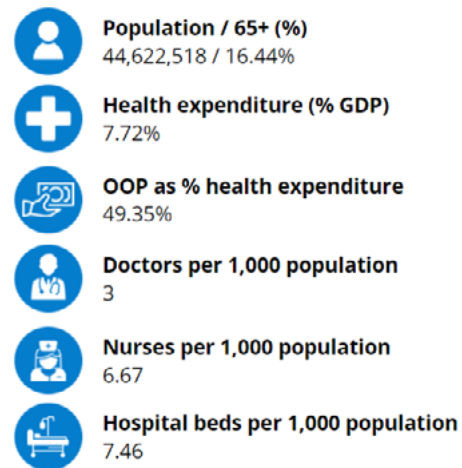 Population / 65+ (%)
44,622,518 / 16.44%
Health expenditure (% GDP)
7.72%
OOP as % health expenditure
49.35%
Doctors per 1,000 population
3
Nurses per 1,000 population
6.67
Hospital beds per 1,000 population
7.46